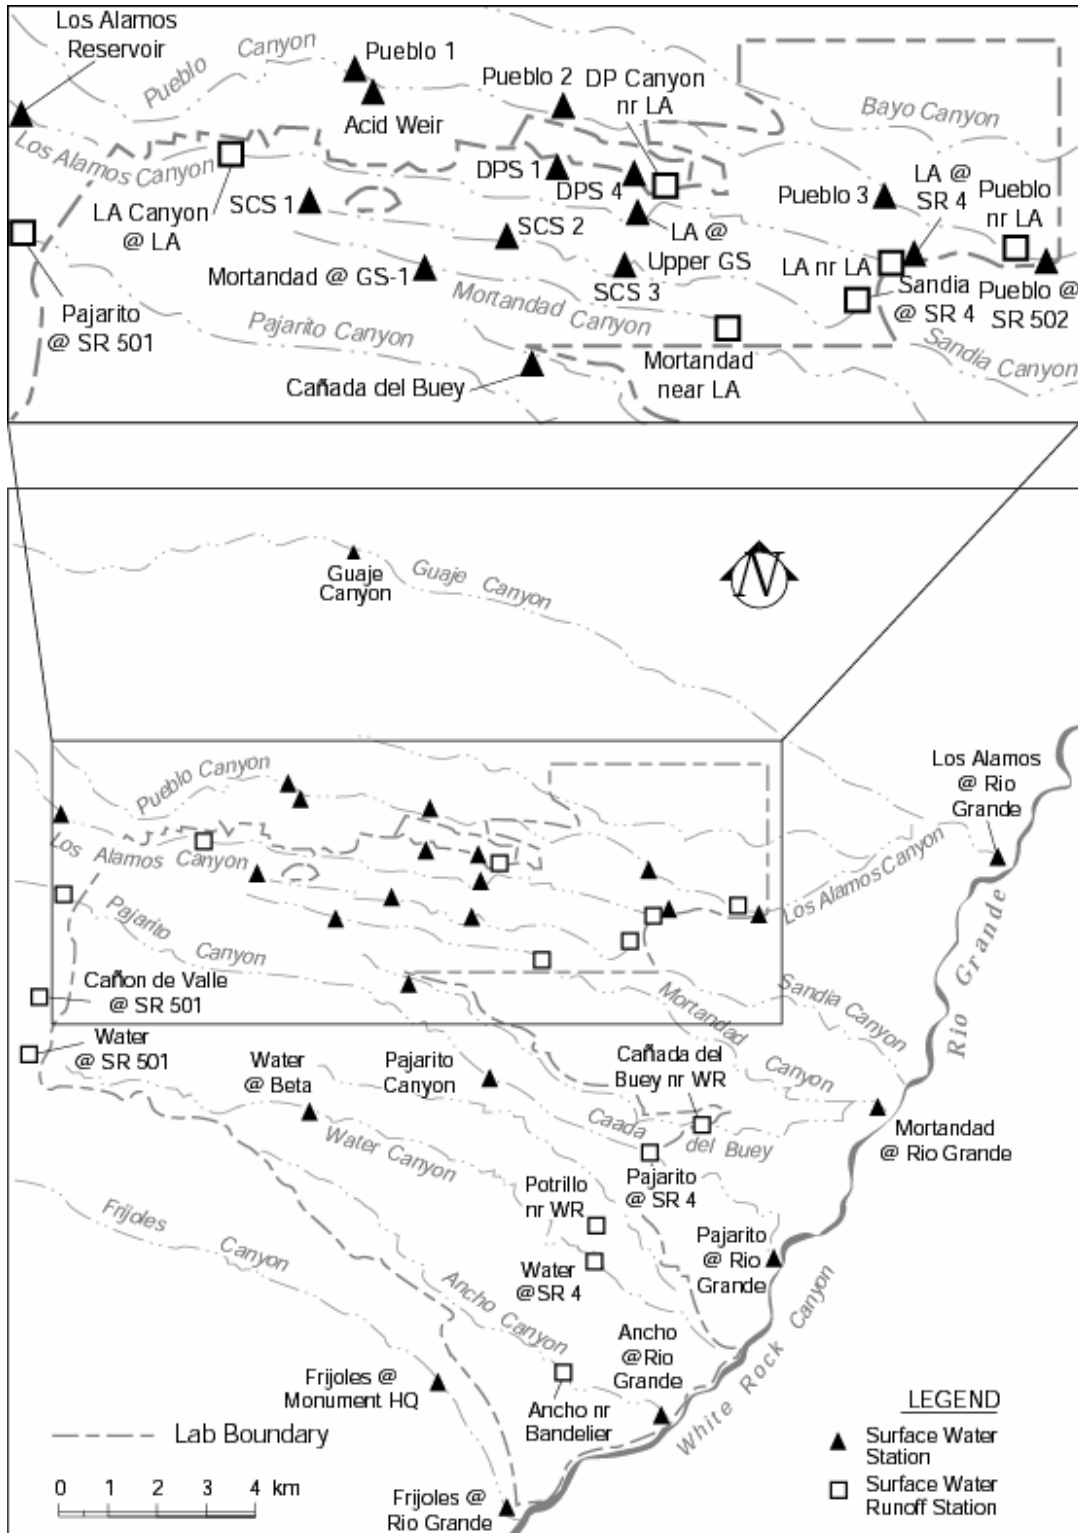 Los Alamos
Reservoir
Pueblo Canyon
Pueblo 1
Acid Weir
Pueblo 2
DP Canyon
nr LA
Bayo Canyon
Los Alamos Canyon
LA Canyon
@ LA
SCS 1
DPS 1
DPS 4
SCS 2
LA @
Upper GS
SCS 3
Pueblo 3
LA @
SR 4
Pueblo
nr LA
LA nr LA
Sandia
@ SR 4
Pueblo @
SR 502
Pajarito
@ SR 501
Mortandad @ GS-1
Mortandad Canyon
Pajarito Canyon
Cañada del Buey
Mortandad
near LA
Sandia Canyon
Guaje
Canyon
Guaje Canyon
N
Los Alamos
@ Rio
Grande
Pueblo Canyon
Los Alamos Canyon
Los Alamos Canyon
Pajarito Canyon
Cañon de Valle
@ SR 501
Water
@ SR 501
Water
@ Beta
Pajarito
Canyon
Cañada del
Buey nr WR
Mortandad Canyon
Sandia Canyon
Rio Grande
Mortandad
@ Rio Grande
Caada del Buey
Water Canyon
Pajarito
@ SR 4
Potrillo
nr WR
Water
@SR 4
Pajarito
@ Rio
Grande
Frijoles Canyon
Ancho Canyon
Ancho
@Rio
Grande
White Rock Canyon
Frijoles @
Monument HQ
Ancho nr
Bandelier
Frijoles @
Rio Grande
Lab Boundary
0 1 2 3 4 km
LEGEND
Surface Water
Station
Surface Water
Runoff Station